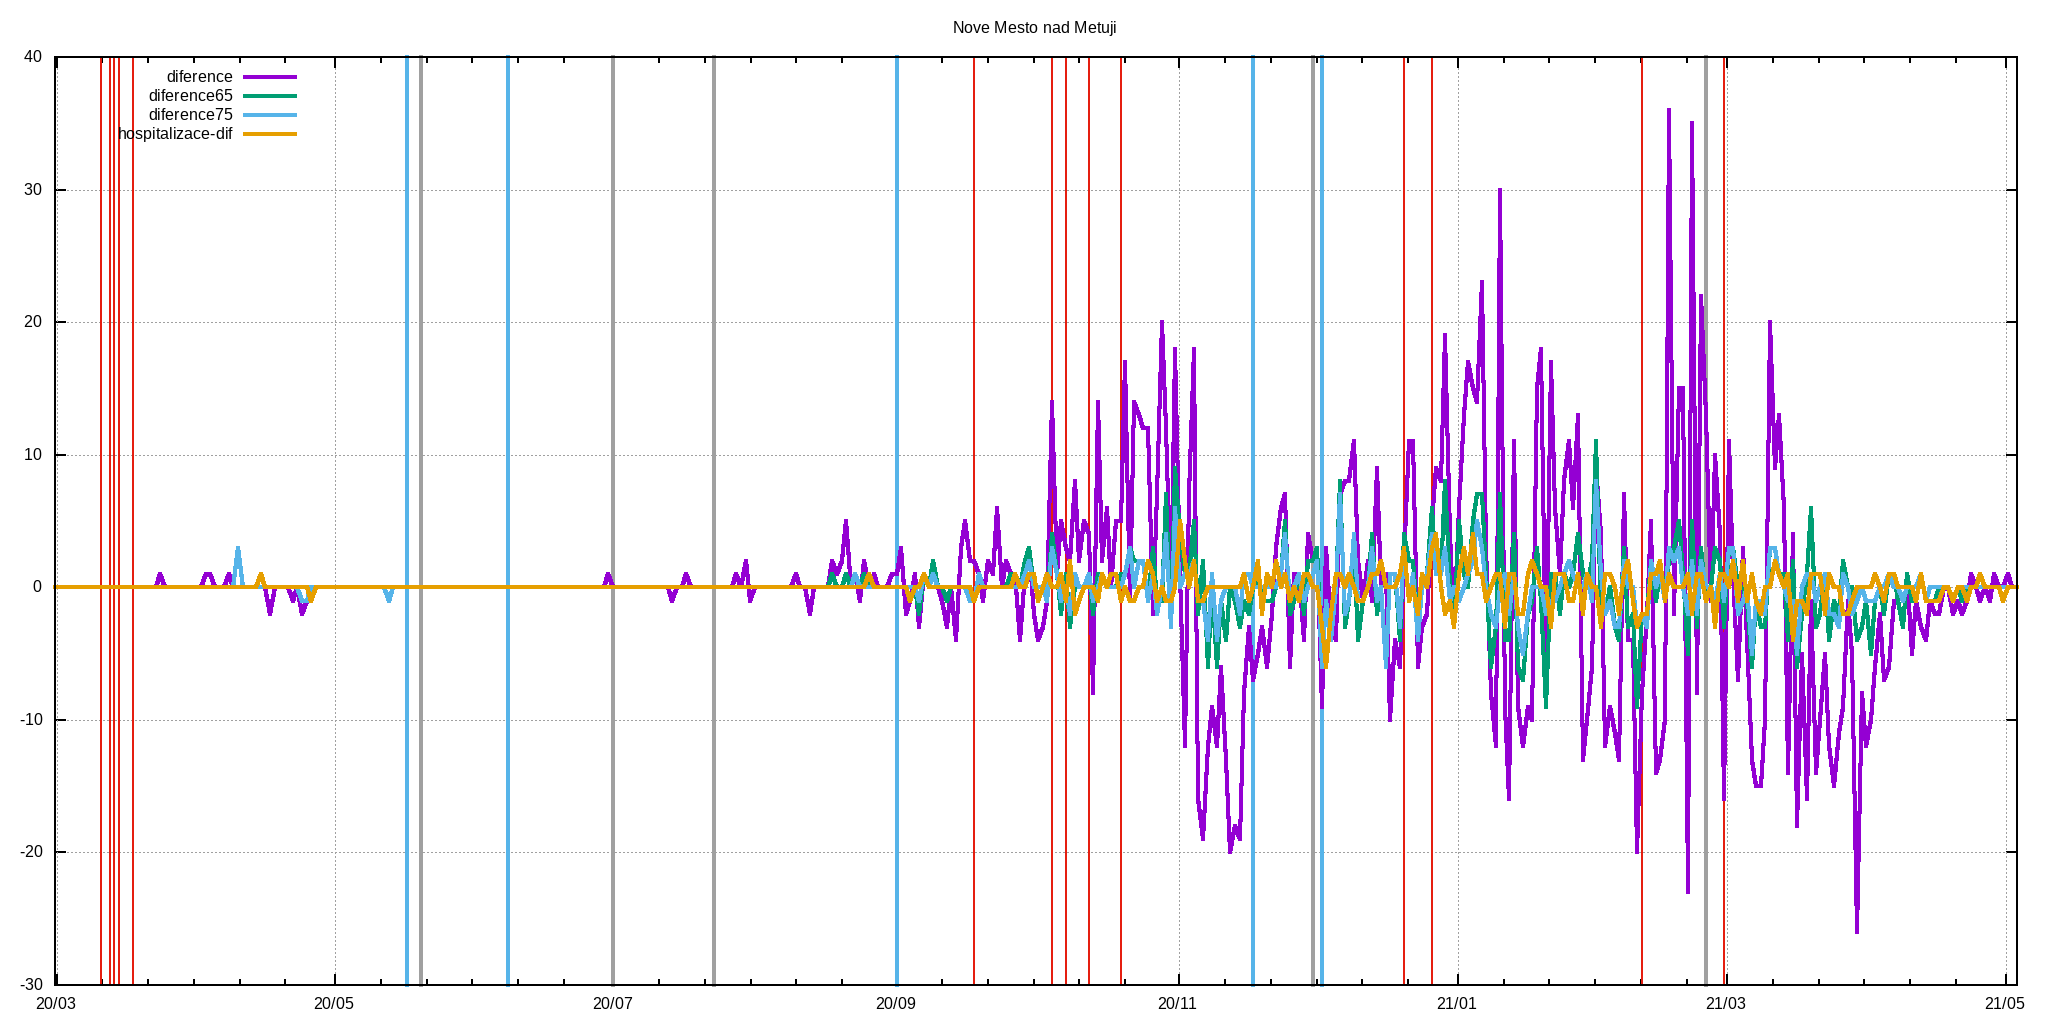 Nove Mesto nad Metuji
40
30
20
10
0
-10
-20
-30
diference
diference65
diference75
hospitalizace-dif
20/03 20/05 20/07 20/09 20/11 21/01 21/03 21/05